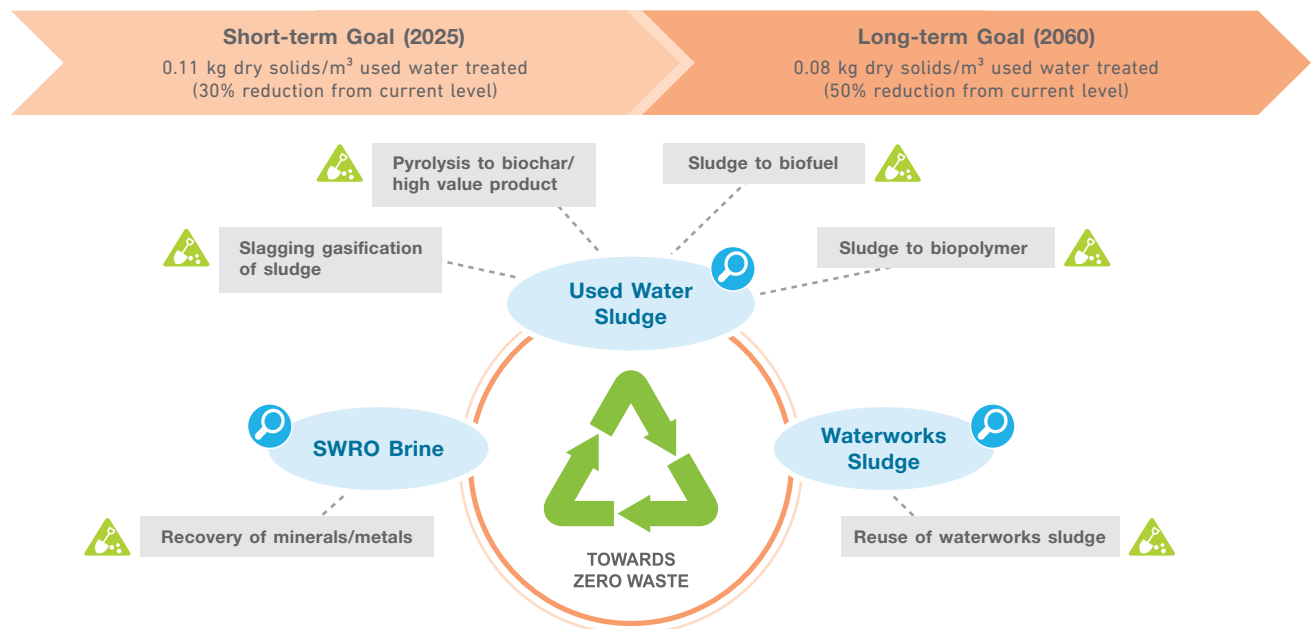 Short-term Goal (2025)
0.11 kg dry solids/m³ used water treated
(30% reduction from current level)
Long-term Goal (2060)
0.08 kg dry solids/m³ used water treated
(50% reduction from current level)
Pyrolysis to biochar/
high value product
Sludge to biofuel
Slagging gasification
of sludge
Sludge to biopolymer
Used Water
Sludge
SWRO Brine
Waterworks
Sludge
Recovery of minerals/metals
Reuse of waterworks sludge
TOWARDS
ZERO WASTE